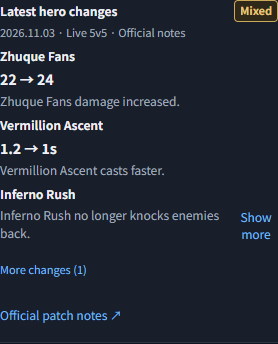 Latest hero changes
Mixed
2026.11.03 · Live 5v5 · Official notes
Zhuque Fans
22 → 24
Zhuque Fans damage increased.
Vermillion Ascent
1.2 → 1s
Vermillion Ascent casts faster.
Inferno Rush
Inferno Rush no longer knocks enemies
back.
Show
more
More changes (1)
Official patch notes ↗